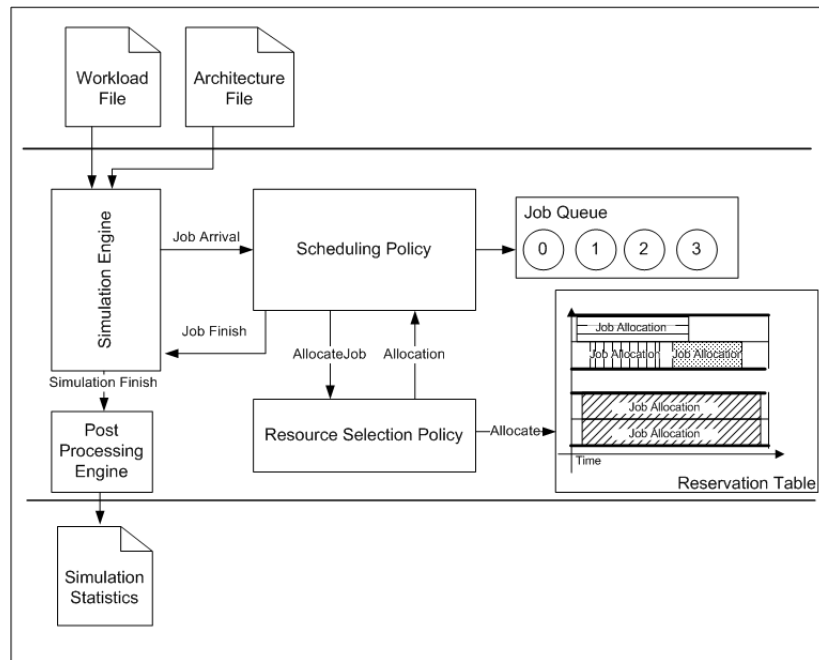 Workload
File
Architecture
File
Simulation Engine
Job Arrival
Scheduling Policy
Job Queue
0
1
2
3
Job Finish
AllocateJob
Allocation
Simulation Finish
Post
Processing
Engine
Resource Selection Policy
Allocate
Job Allocation
Job Allocation
Job Allocation
Job Allocation
Job Allocation
Time
Reservation Table
Simulation
Statistics